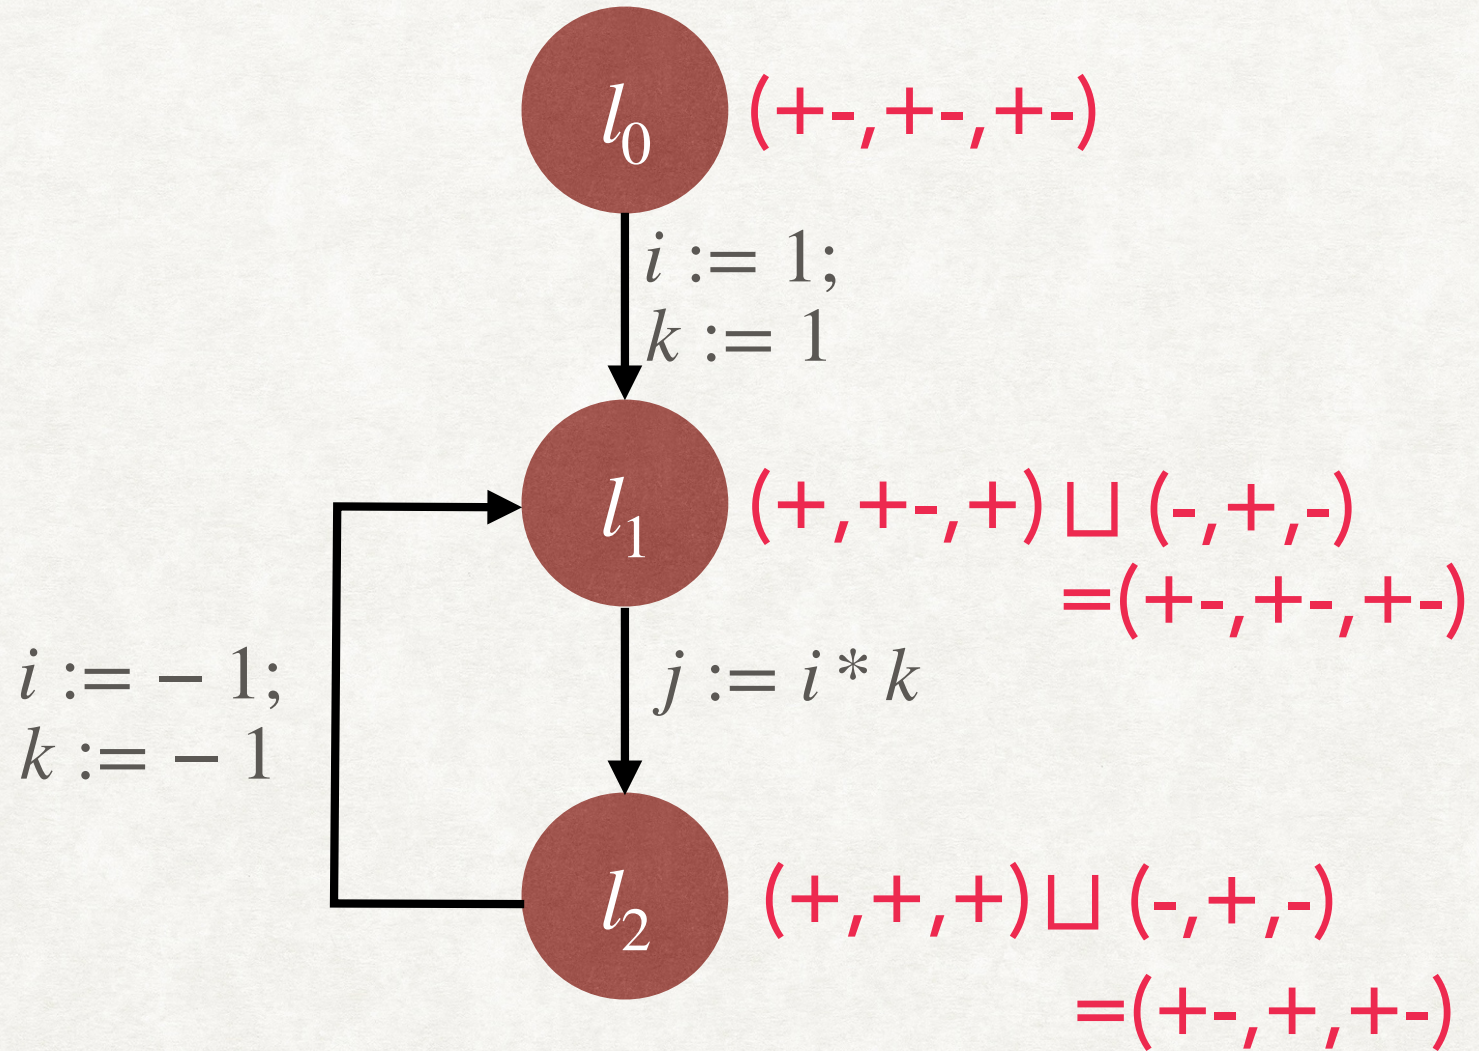 l₀ (+-,+-,+-)
i := 1;
k := 1
l₁ (+,+-,+) ⊔ (-,+,-)
=(+-,+-,+-)
i := − 1;
k := − 1
j := i * k
l₂ (+,+,+) ⊔ (-,+,-)
=(+-,+,+-)